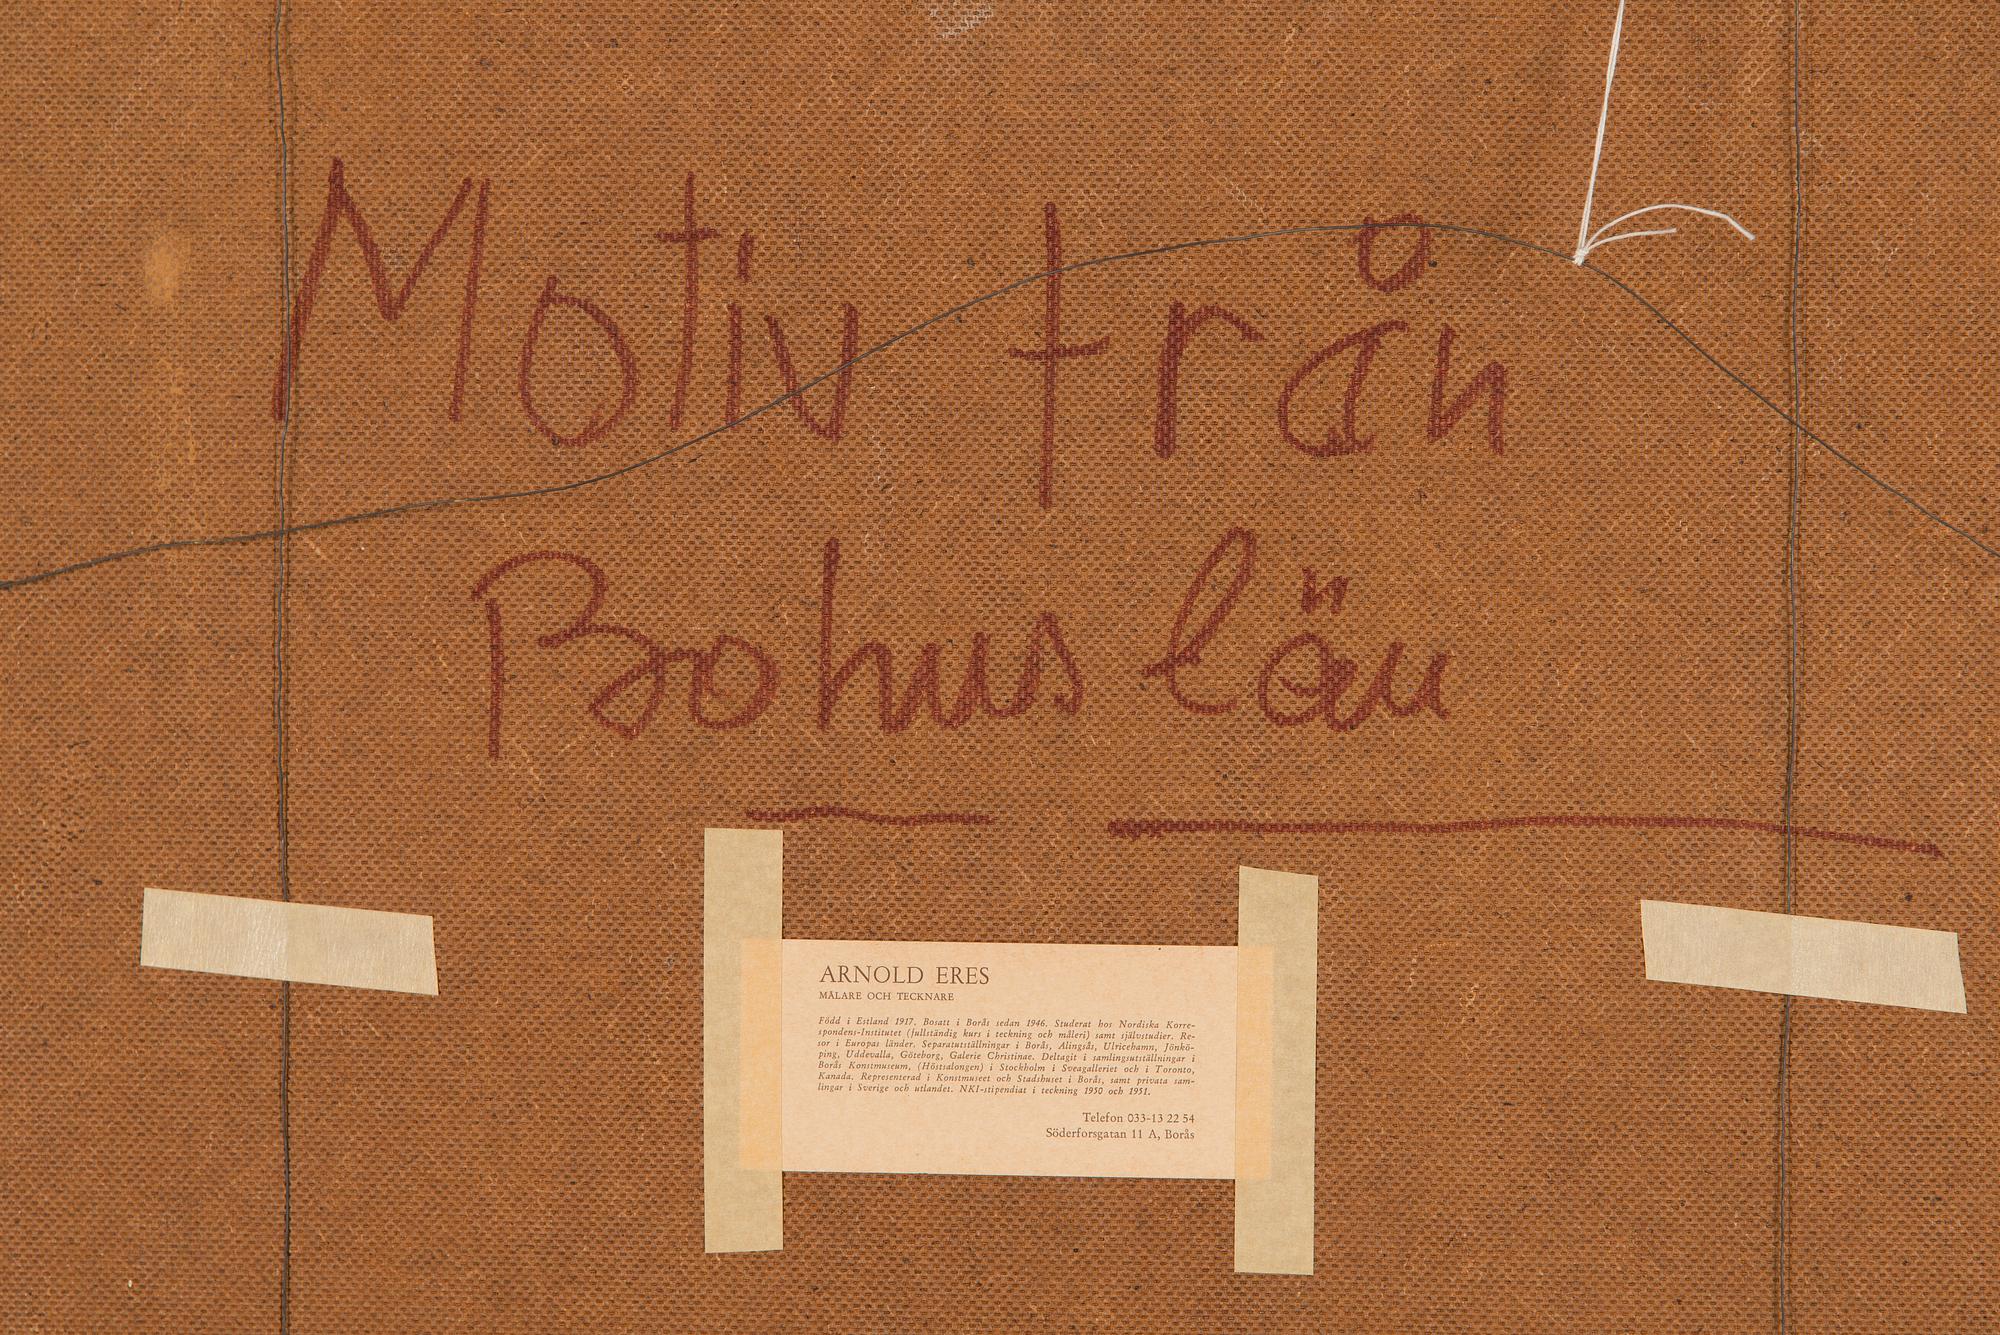 Motiv från
Bohus län
ARNOLD ERES
MÅLARE OCH TECKNARE
Född i Estland 1917. Bosatt i Borås sedan 1946. Studerat hos Nordiska Korre-
spondens-Institutet (fullständig kurs i teckning och måleri) samt självstudier. Re-
sor i Europas länder. Separatutställningar i Borås, Alingsås, Ulricehamn, Jönkö-
ping, Uddevalla, Göteborg, Galerie Christinae. Deltagit i samlingsutställningar i
Borås Konstmuseum, (Höstsalongen) i Stockholm i Sveagalleriet och i Toronto,
Kanada. Representerad i Konstmuseet och Stadshuset i Borås, samt privata sam-
lingar i Sverige och utlandet. NKI-stipendiat i teckning 1950 och 1951.
Telefon 033-13 22 54
Söderforsgatan 11 A, Borås